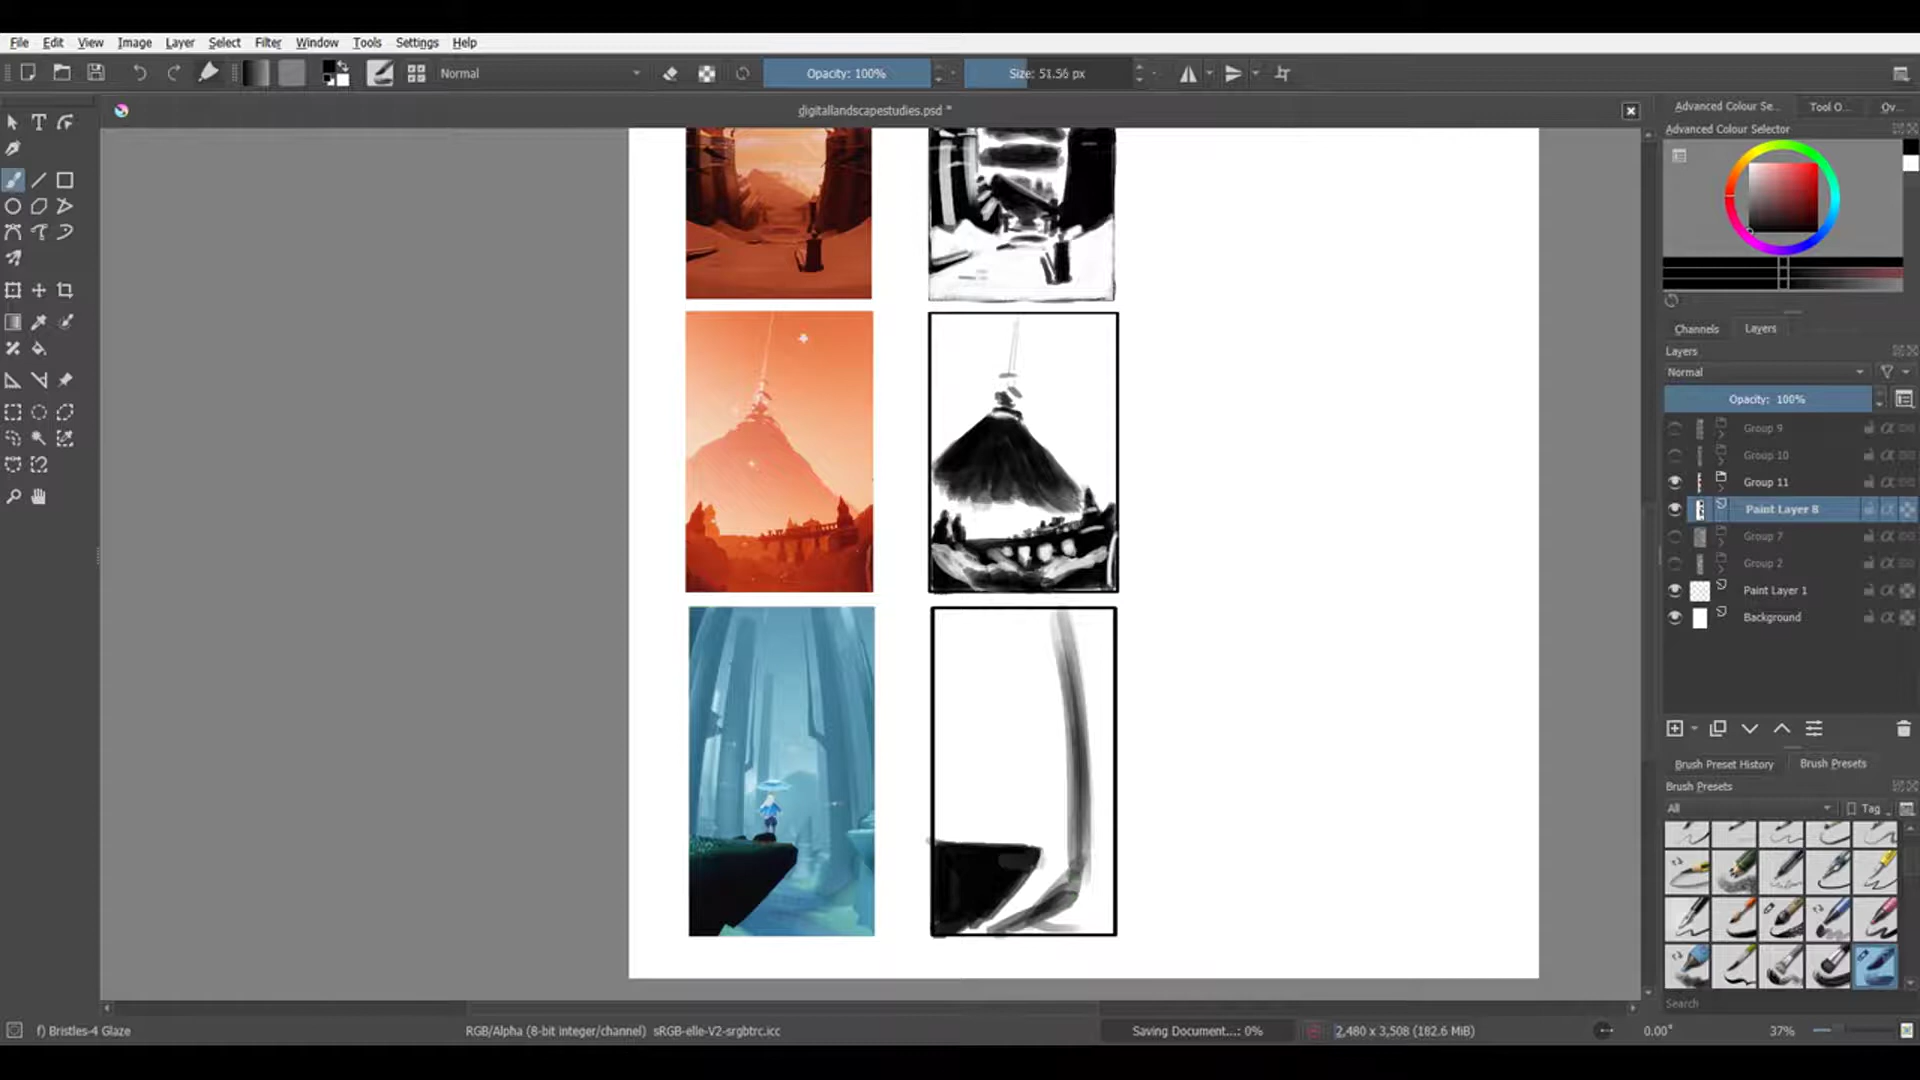 File Edit View Image Layer Select Filter Window Tools Settings Help
Normal Opacity: 100% Size: 51.56 px
digitallandscapestudies.psd *
Advanced Colour Se... Tool O... Ov...
Advanced Colour Selector
Channels Layers
Layers
Normal
Opacity: 100%
Group 9
Group 10
Group 11
Paint Layer 8
Group 7
Group 2
Paint Layer 1
Background
Brush Preset History Brush Presets
Brush Presets
All Tag
Search
f) Bristles-4 Glaze RGB/Alpha (8-bit integer/channel) sRGB-elle-V2-srgbtrc.icc Saving Document...: 0% 2,480 x 3,508 (182.6 MiB) 0.00° 37%